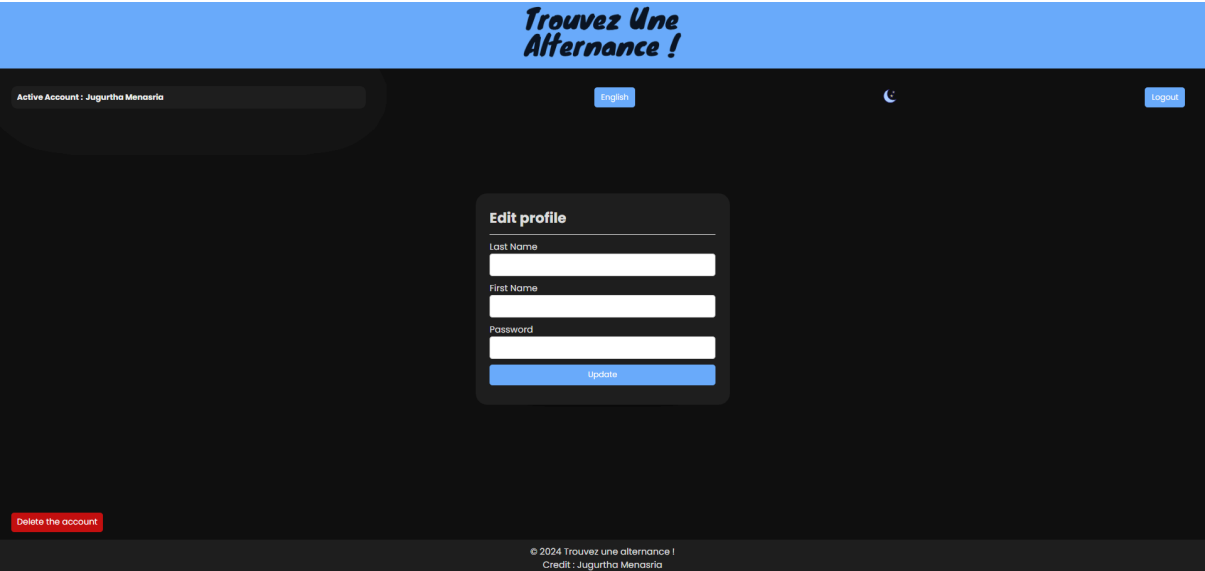 Trouvez Une
Alternance !
Active Account : Jugurtha Menasria
English
Logout
Edit profile
Last Name
First Name
Password
Update
Delete the account
© 2024 Trouvez une alternance !
Credit : Jugurtha Menasria